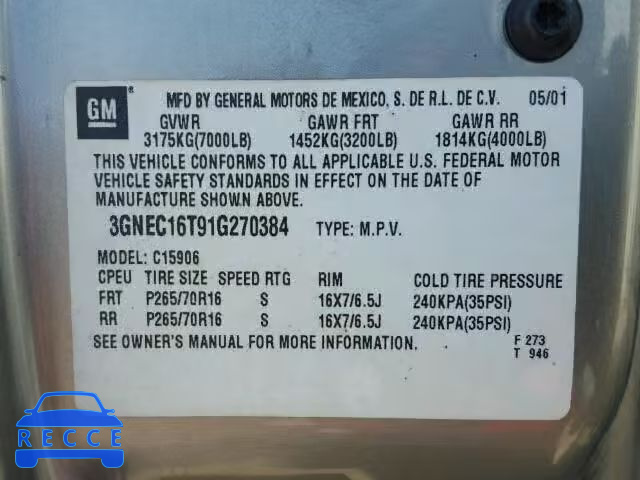 GM ®
MFD BY GENERAL MOTORS DE MEXICO, S. DE R.L. DE C.V. 05/01
GVWR GAWR FRT GAWR RR
3175KG(7000LB) 1452KG(3200LB) 1814KG(4000LB)
THIS VEHICLE CONFORMS TO ALL APPLICABLE U.S. FEDERAL MOTOR
VEHICLE SAFETY STANDARDS IN EFFECT ON THE DATE OF
MANUFACTURE SHOWN ABOVE.
3GNEC16T91G270384 TYPE: M.P.V.
MODEL: C15906
CPEU TIRE SIZE SPEED RTG RIM COLD TIRE PRESSURE
FRT P265/70R16 S 16X7/6.5J 240KPA(35PSI)
RR P265/70R16 S 16X7/6.5J 240KPA(35PSI)
SEE OWNER'S MANUAL FOR MORE INFORMATION.
F 273
T 946
RECCE